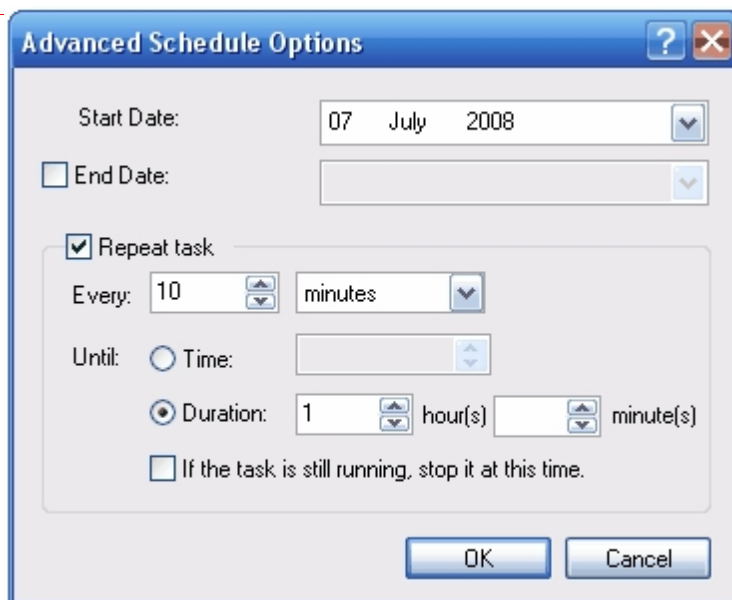 Advanced Schedule Options
Start Date: 07 July 2008
End Date:
Repeat task
Every: 10 minutes
Until: Time:
Duration: 1 hour(s) minute(s)
If the task is still running, stop it at this time.
OK Cancel